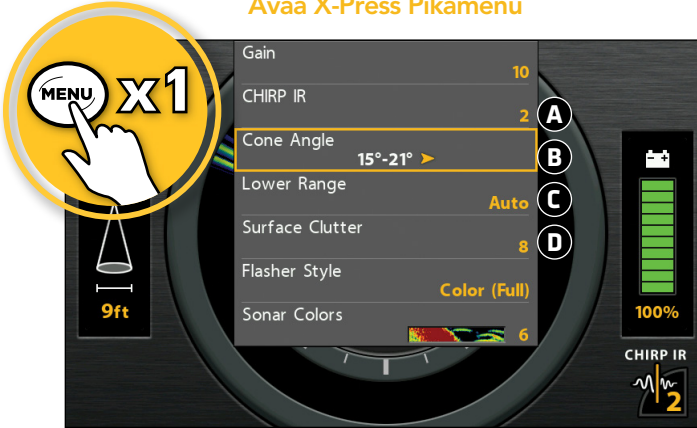 Avaa X-Press Pikamenu
MENU x1
Gain
10
CHIRP IR
2
A
Cone Angle
15°-21°
B
Lower Range
Auto
C
Surface Clutter
8
D
Flasher Style
Color (Full)
Sonar Colors
6
9ft
100%
CHIRP IR
2